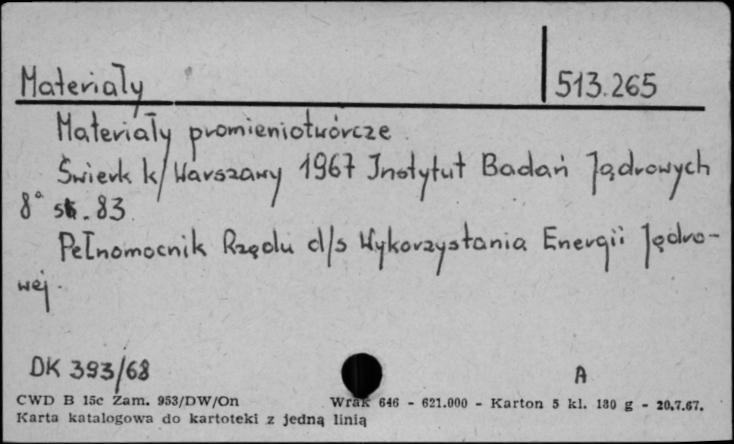 Materiały
513.265
Materiały promieniotwórcze
Świerk k/Warszawy 1967 Instytut Badań Jądrowych
8° st. 83
Pełnomocnik Rządu d/s Wykorzystania Energii Jądro-
wej.
DK 393/68
A
CWD B 15c Zam. 953/DW/On Wrak 646 - 621.000 - Karton 5 kl. 180 g - 20.7.67.
Karta katalogowa do kartoteki z jedną linią